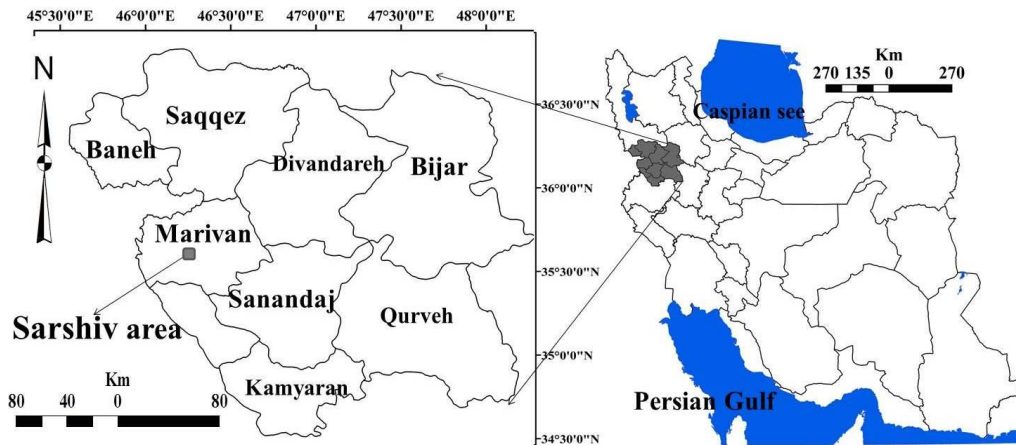 45°30'0"E 46°0'0"E 46°30'0"E 47°0'0"E 47°30'0"E 48°0'0"E
N
Saqqez
Baneh
Divandareh
Bijar
Marivan
Sanandaj
Sarshiv area
Qurveh
Kamyaran
Km
80 40 0 80
36°30'0"N
36°0'0"N
35°30'0"N
35°0'0"N
34°30'0"N
Km
270 135 0 270
Caspian see
Persian Gulf